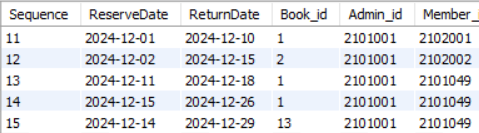 Sequence ReserveDate ReturnDate Book_id Admin_id Member_
11 2024-12-01 2024-12-10 1 2101001 2102001
12 2024-12-02 2024-12-15 2 2101001 2102002
13 2024-12-11 2024-12-18 1 2101001 2101049
14 2024-12-15 2024-12-26 1 2101001 2101049
15 2024-12-14 2024-12-29 13 2101001 2101049